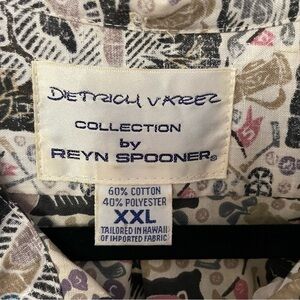 DIETRICH VAREZ
COLLECTION
by
REYN SPOONER®
60% COTTON
40% POLYESTER
XXL
TAILORED IN HAWAII
OF IMPORTED FABRIC